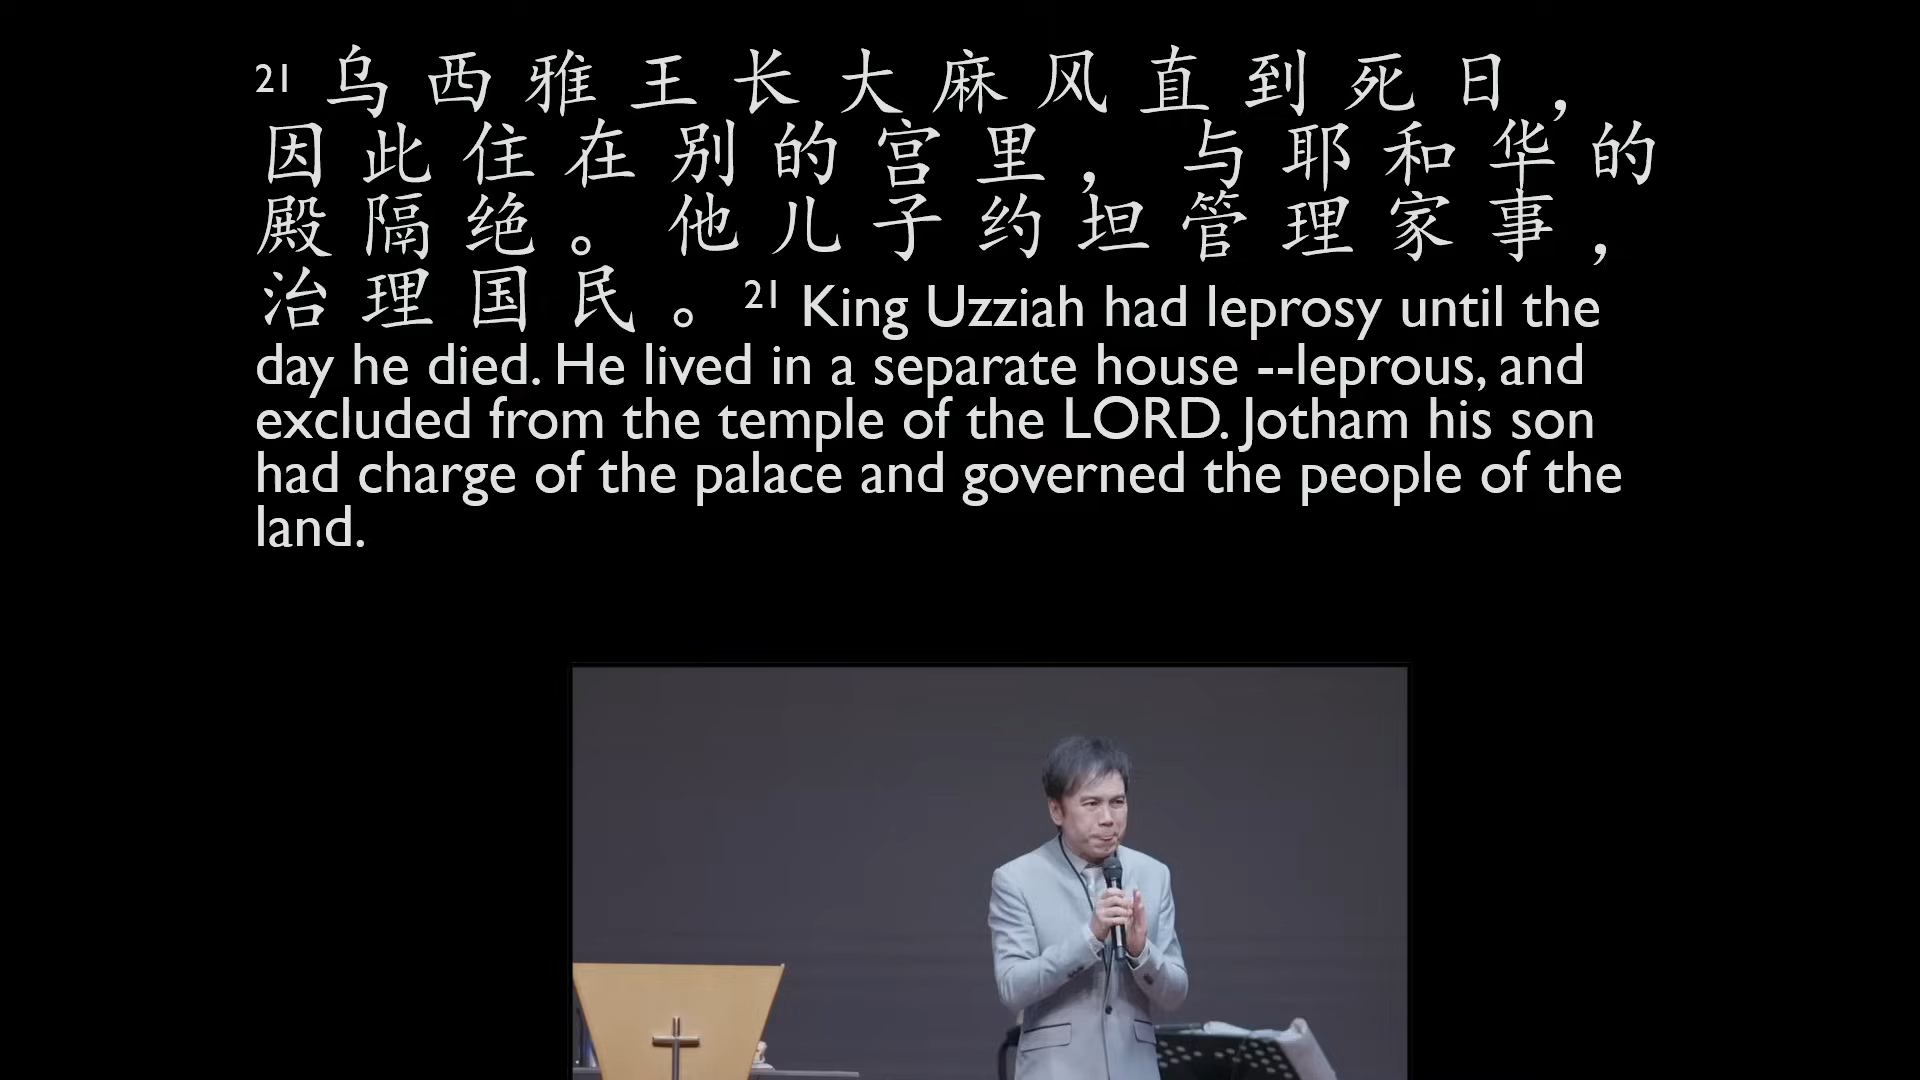 21 乌西雅王长大麻风直到死日,
因此住在别的宫里, 与耶和华的
殿隔绝。他儿子约坦管理家事,
治理国民。21 King Uzziah had leprosy until the
day he died. He lived in a separate house --leprous, and
excluded from the temple of the LORD. Jotham his son
had charge of the palace and governed the people of the
land.